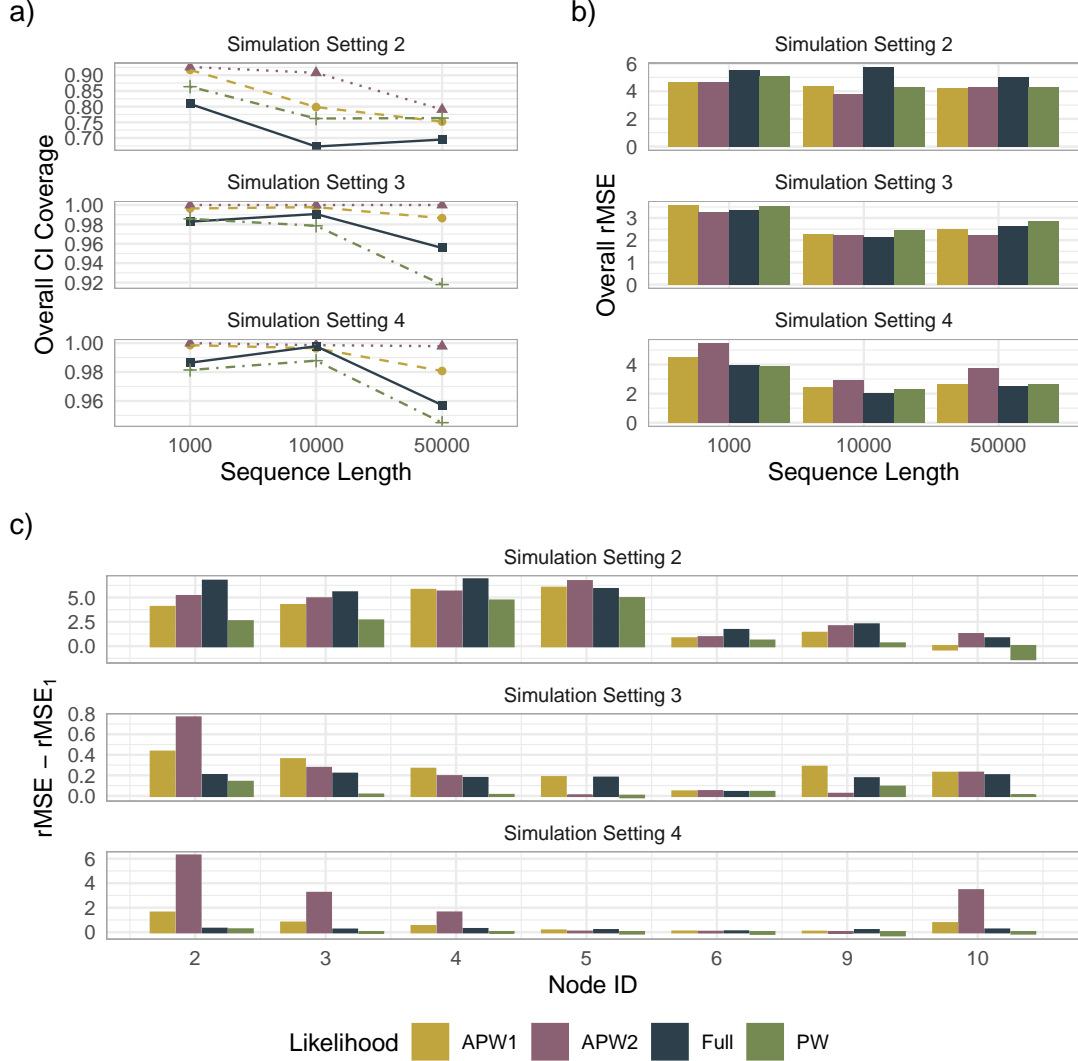 a)
Simulation Setting 2
0.90
0.85
0.80
0.75
0.70
Simulation Setting 3
1.00
0.98
0.96
0.94
0.92
Simulation Setting 4
1.00
0.98
0.96
1000 10000 50000
Sequence Length
Overall CI Coverage
b)
Simulation Setting 2
6
4
2
0
Simulation Setting 3
3
2
1
0
Simulation Setting 4
4
2
0
1000 10000 50000
Sequence Length
Overall rMSE
c)
Simulation Setting 2
5.0
2.5
0.0
Simulation Setting 3
0.8
0.6
0.4
0.2
0.0
Simulation Setting 4
6
4
2
0
2 3 4 5 6 9 10
Node ID
rMSE − rMSE₁
Likelihood APW1 APW2 Full PW